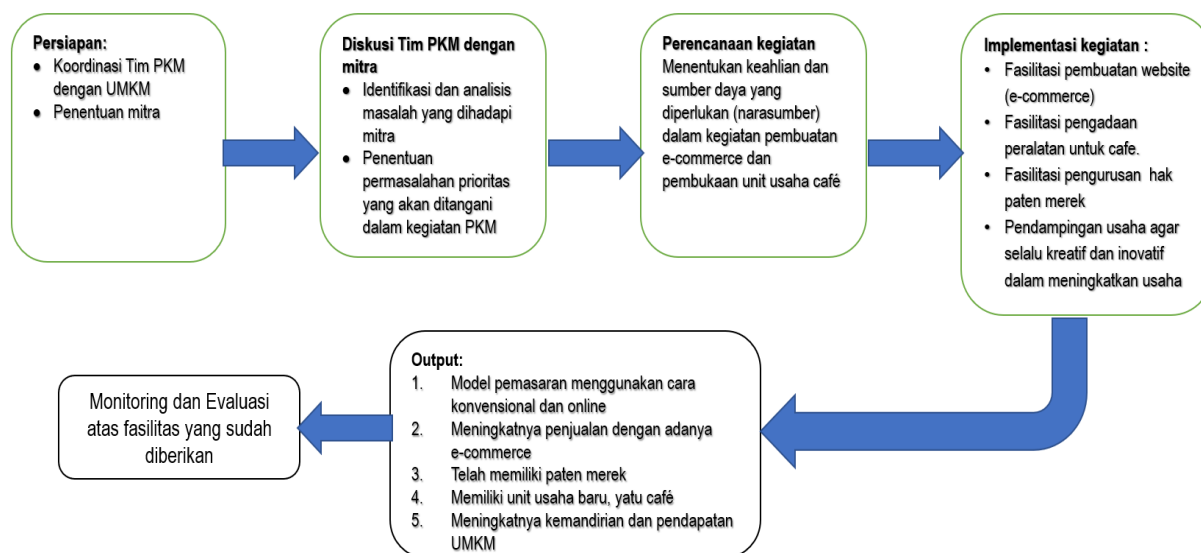 Persiapan:
• Koordinasi Tim PKM
dengan UMKM
• Penentuan mitra
Diskusi Tim PKM dengan
mitra
• Identifikasi dan analisis
masalah yang dihadapi
mitra
• Penentuan
permasalahan prioritas
yang akan ditangani
dalam kegiatan PKM
Perencanaan kegiatan
Menentukan keahlian dan
sumber daya yang
diperlukan (narasumber)
dalam kegiatan pembuatan
e-commerce dan
pembukaan unit usaha café
Implementasi kegiatan :
• Fasilitasi pembuatan website
(e-commerce)
• Fasilitasi pengadaan
peralatan untuk cafe.
• Fasilitasi pengurusan hak
paten merek
• Pendampingan usaha agar
selalu kreatif dan inovatif
dalam meningkatkan usaha
Output:
1. Model pemasaran menggunakan cara
konvensional dan online
2. Meningkatnya penjualan dengan adanya
e-commerce
3. Telah memiliki paten merek
4. Memiliki unit usaha baru, yatu café
5. Meningkatnya kemandirian dan pendapatan
UMKM
Monitoring dan Evaluasi
atas fasilitas yang sudah
diberikan